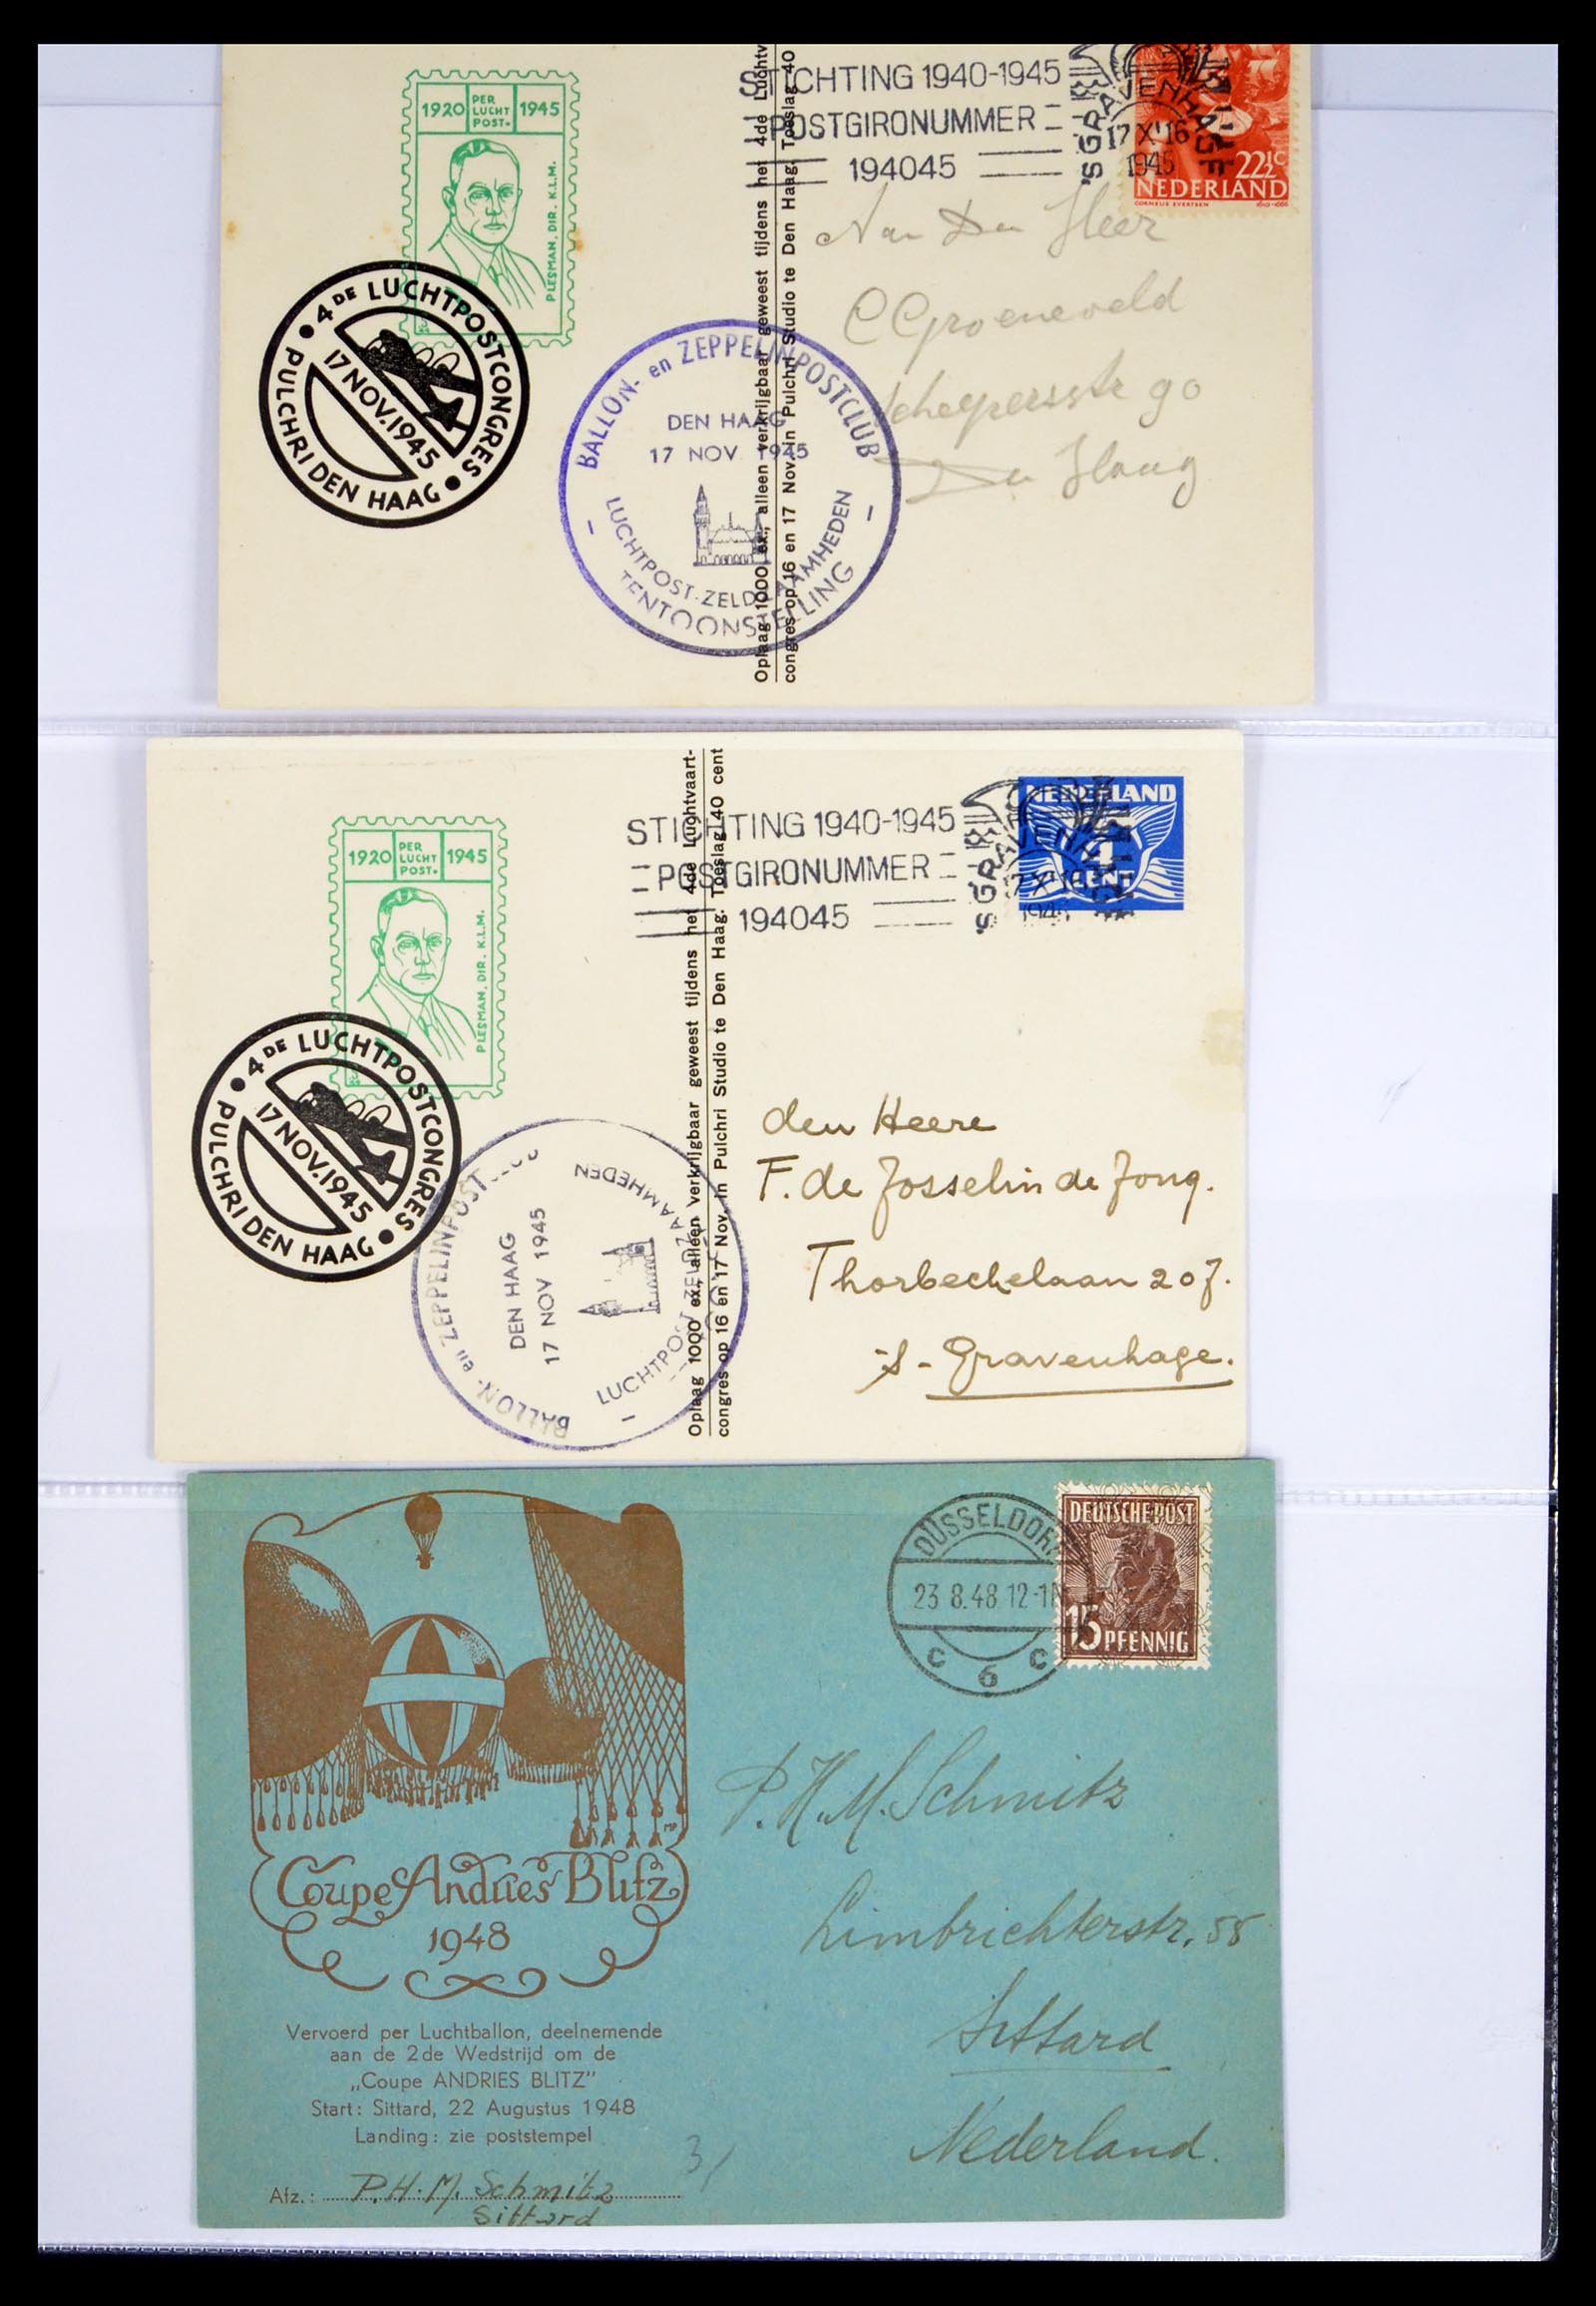 1920 PER LUCHT POST. 1945
PLESMAN, DIR. K.L.M.
4DE LUCHTPOSTCONGRES
17 NOV. 1945
PULCHRI DEN HAAG
BALLON- en ZEPPELINPOSTCLUB
DEN HAAG
17 NOV 1945
LUCHTPOST-ZELDZAAMHEDEN
TENTOONSTELLING
Oplaag 1000 ex., alleen verkrijgbaar geweest tijdens het 4de Luchtv
congres op 16 en 17 Nov. in Pulchri Studio te Den Haag. Toeslag 40
STICHTING 1940-1945
POSTGIRONUMMER
194045
'S GRAVENHAGE
17 XI 16
1945
22½c
NEDERLAND
CORNELIS EVERTSEN
Den Heer
C Groeneveld
Scheepersstr 90
Den Haag
1920 PER LUCHT POST. 1945
PLESMAN, DIR. K.L.M.
4DE LUCHTPOSTCONGRES
17 NOV. 1945
PULCHRI DEN HAAG
BALLON- en ZEPPELINPOSTCLUB
DEN HAAG
17 NOV 1945
LUCHTPOST-ZELDZAAMHEDEN
Oplaag 1000 ex., alleen verkrijgbaar geweest tijdens het 4de Luchtvaart-
congres op 16 en 17 Nov. in Pulchri Studio te Den Haag. Toeslag 40 cent
STICHTING 1940-1945
POSTGIRONUMMER
194045
'S GRAVENHAGE
NEDERLAND
4
CENT
den Heere
F. de Josselin de Jong.
Thorbeckelaan 207.
's-Gravenhage.
Coupe Andries Blitz
1948
Vervoerd per Luchtballon, deelnemende
aan de 2de Wedstrijd om de
„Coupe ANDRIES BLITZ"
Start: Sittard, 22 Augustus 1948
Landing: zie poststempel
Afz.: P.H.M. Schmitz
Sittard
DÜSSELDORF
23 8.48 12-1
c 6 c
DEUTSCHE POST
15 PFENNIG
P.H.M. Schmitz
Limbrichterstr. 58
Sittard
Nederland.